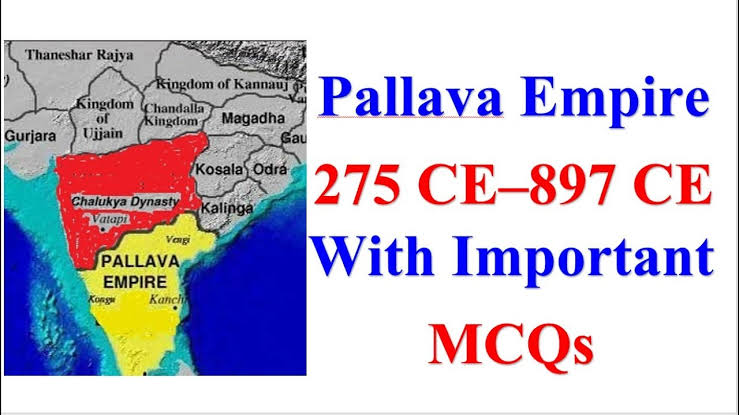 Thaneshar Rajya
Kingdom of Kannauj
Kingdom
of
Ujjain
Chandalla
Kingdom
Magadha
Gurjara
Gau
Kosala
Odra
Chalukya Dynasty
Vatapi
Kalinga
Vengi
PALLAVA
EMPIRE
Kongu
Kanchi
Pallava Empire
275 CE–897 CE
With Important
MCQs